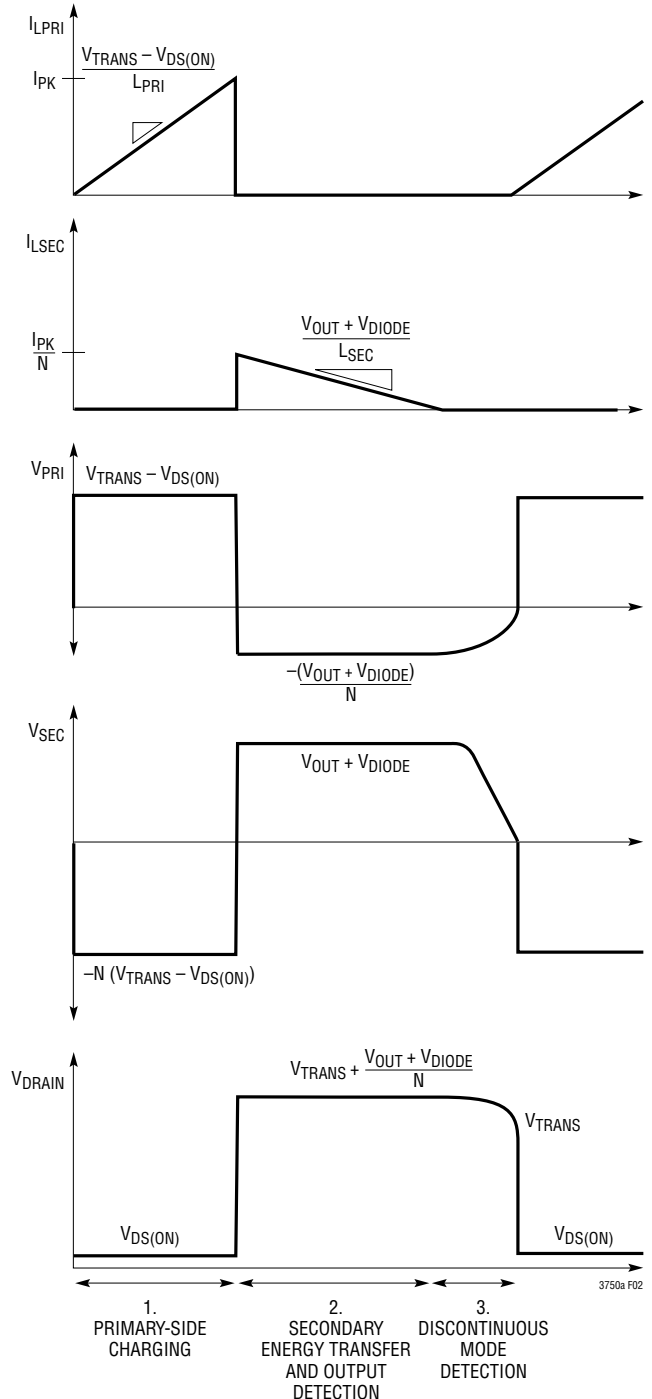 ILPRI
VTRANS – VDS(ON)
LPRI
IPK
ILSEC
IPK
N
VOUT + VDIODE
LSEC
VPRI
VTRANS – VDS(ON)
–(VOUT + VDIODE)
N
VSEC
VOUT + VDIODE
–N (VTRANS – VDS(ON))
VDRAIN
VTRANS + VOUT + VDIODE
N
VTRANS
VDS(ON)
VDS(ON)
3750a F02
1.
PRIMARY-SIDE
CHARGING
2.
SECONDARY
ENERGY TRANSFER
AND OUTPUT
DETECTION
3.
DISCONTINUOUS
MODE
DETECTION